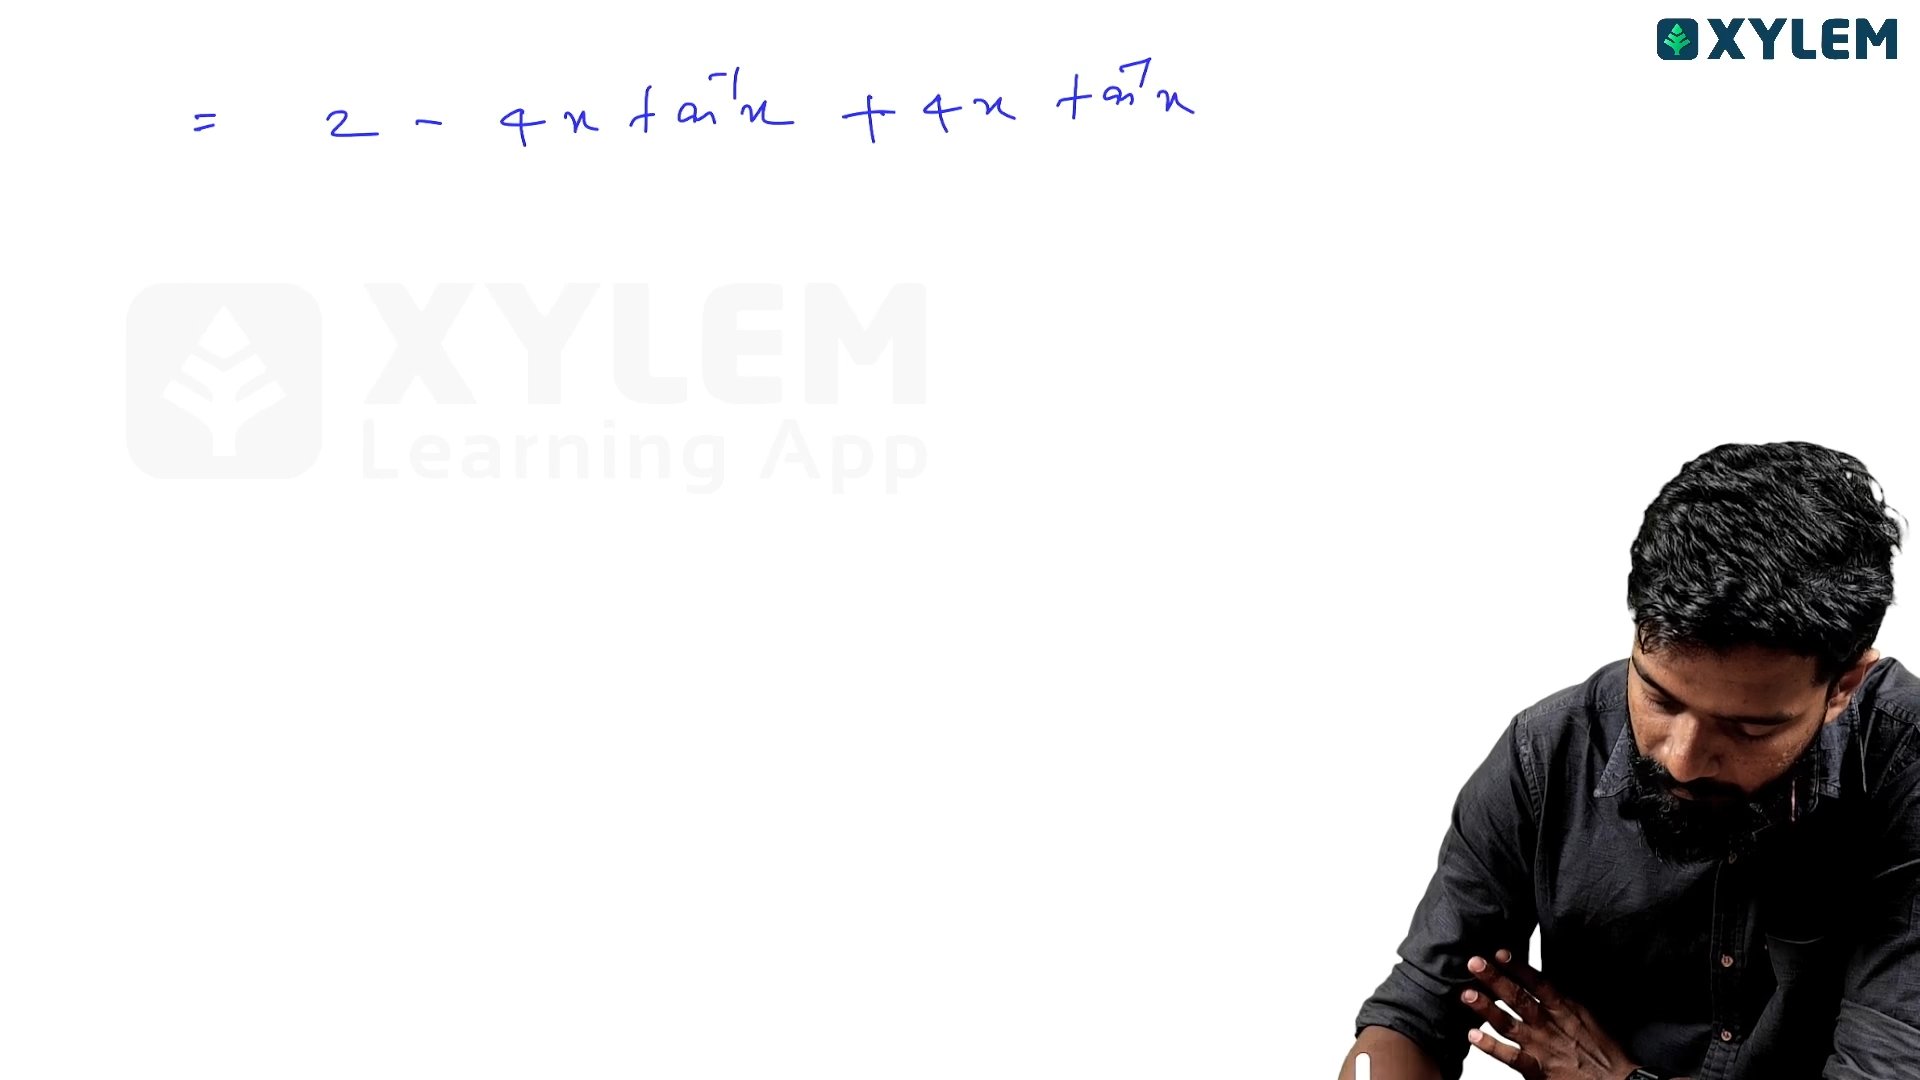 XYLEM
= 2 - 4x tan⁻¹x + 4x tan⁻¹x
XYLEM
Learning App